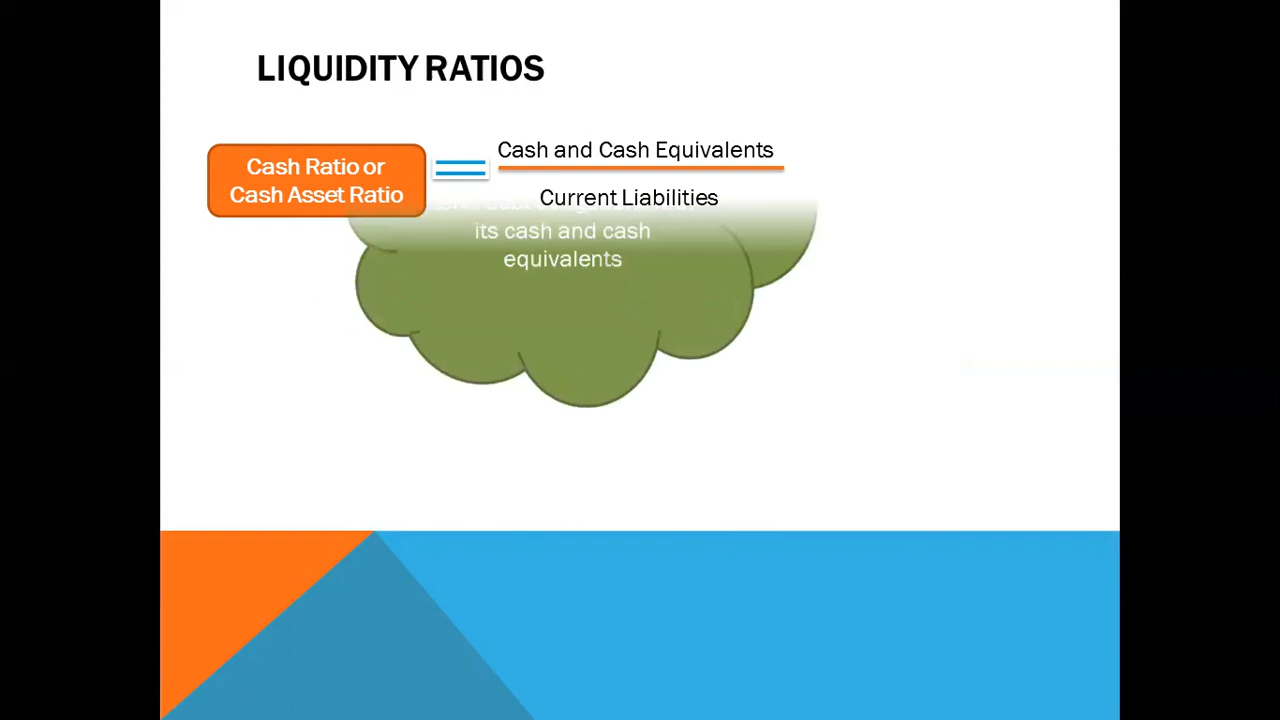 LIQUIDITY RATIOS
Cash Ratio or
Cash Asset Ratio
Cash and Cash Equivalents
Current Liabilities
its cash and cash
equivalents